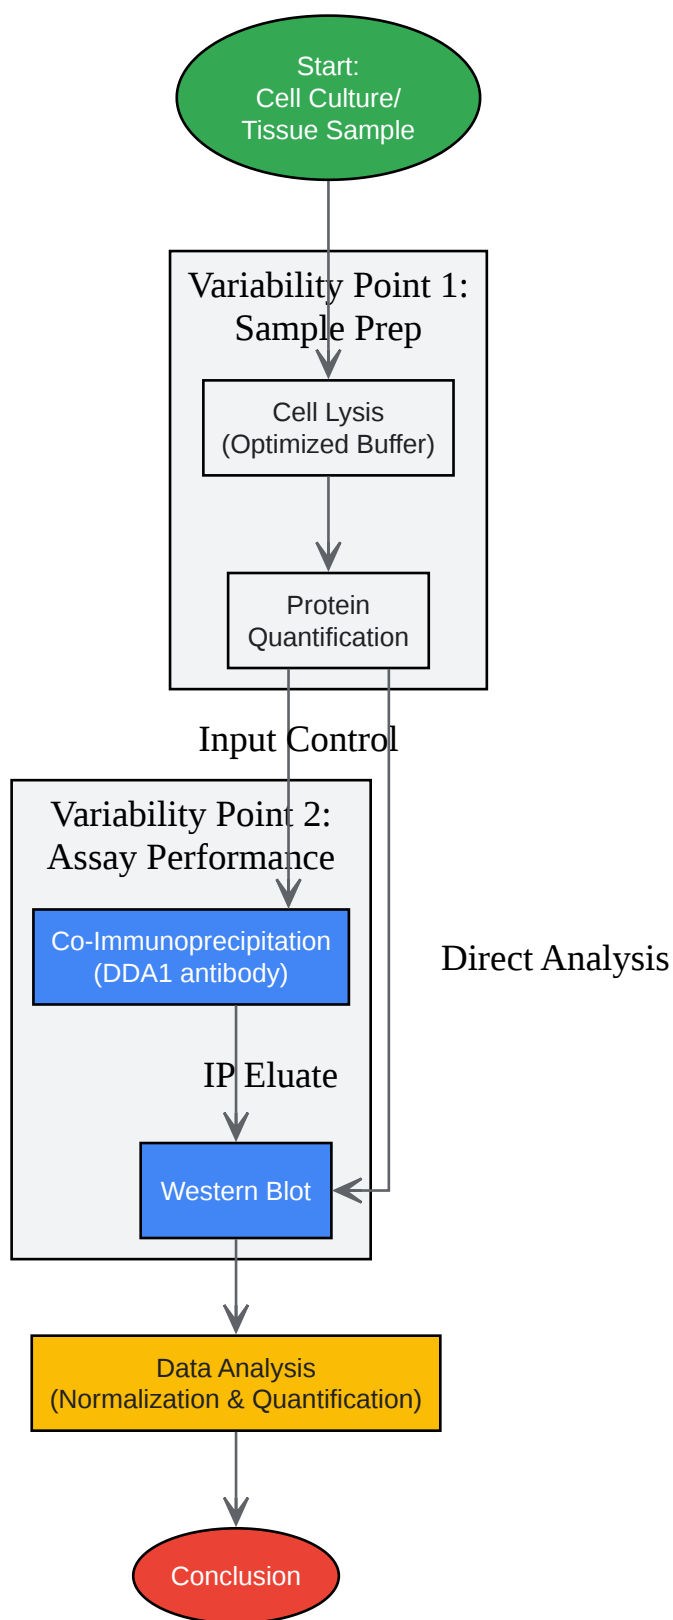 Start:
Cell Culture/
Tissue Sample
Variability Point 1:
Sample Prep
Cell Lysis
(Optimized Buffer)
Protein
Quantification
Input Control
Variability Point 2:
Assay Performance
Co-Immunoprecipitation
(DDA1 antibody)
Direct Analysis
IP Eluate
Western Blot
Data Analysis
(Normalization & Quantification)
Conclusion